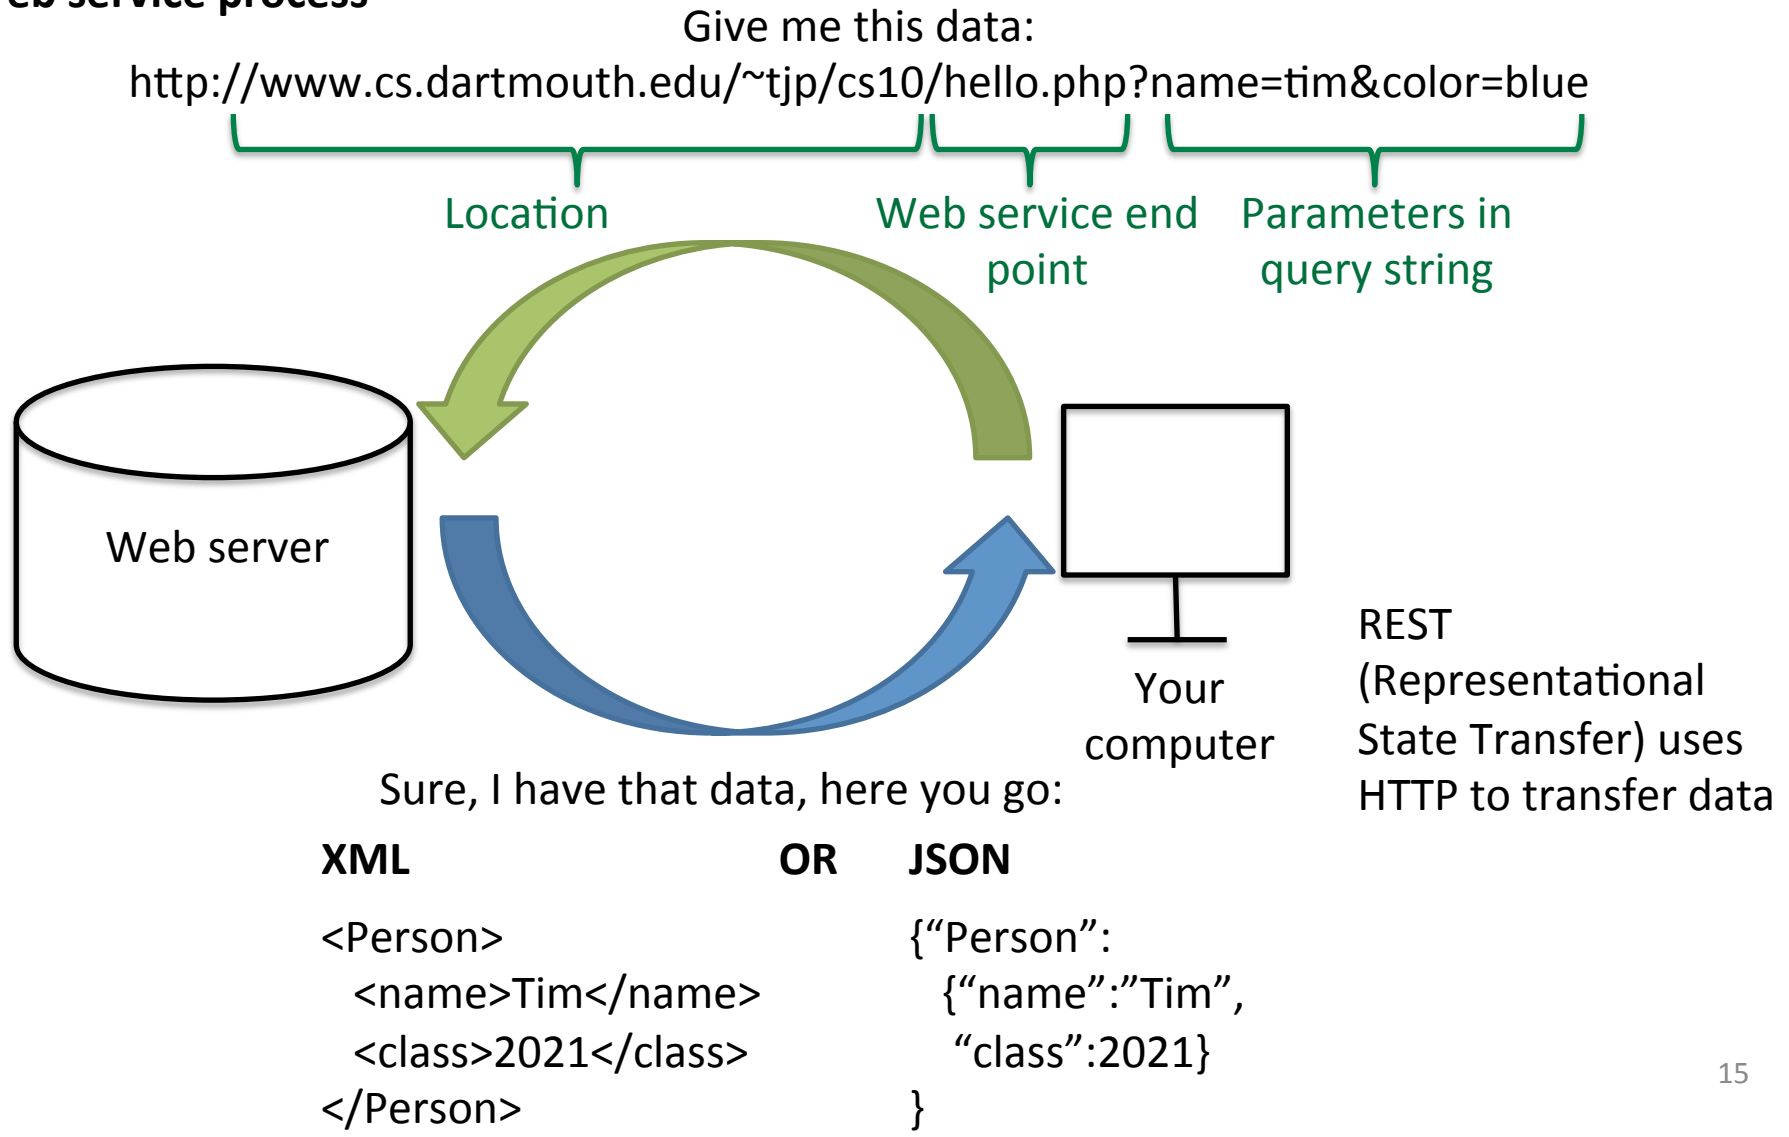 eb service process
Give me this data:
http://www.cs.dartmouth.edu/~tjp/cs10/hello.php?name=tim&color=blue
Location
Web service end
point
Parameters in
query string
Web server
Your
computer
REST
(Representational
State Transfer) uses
HTTP to transfer data
Sure, I have that data, here you go:
XML OR JSON
<Person>
<name>Tim</name>
<class>2021</class>
</Person>
{“Person”:
{“name”:”Tim”,
“class”:2021}
}
15